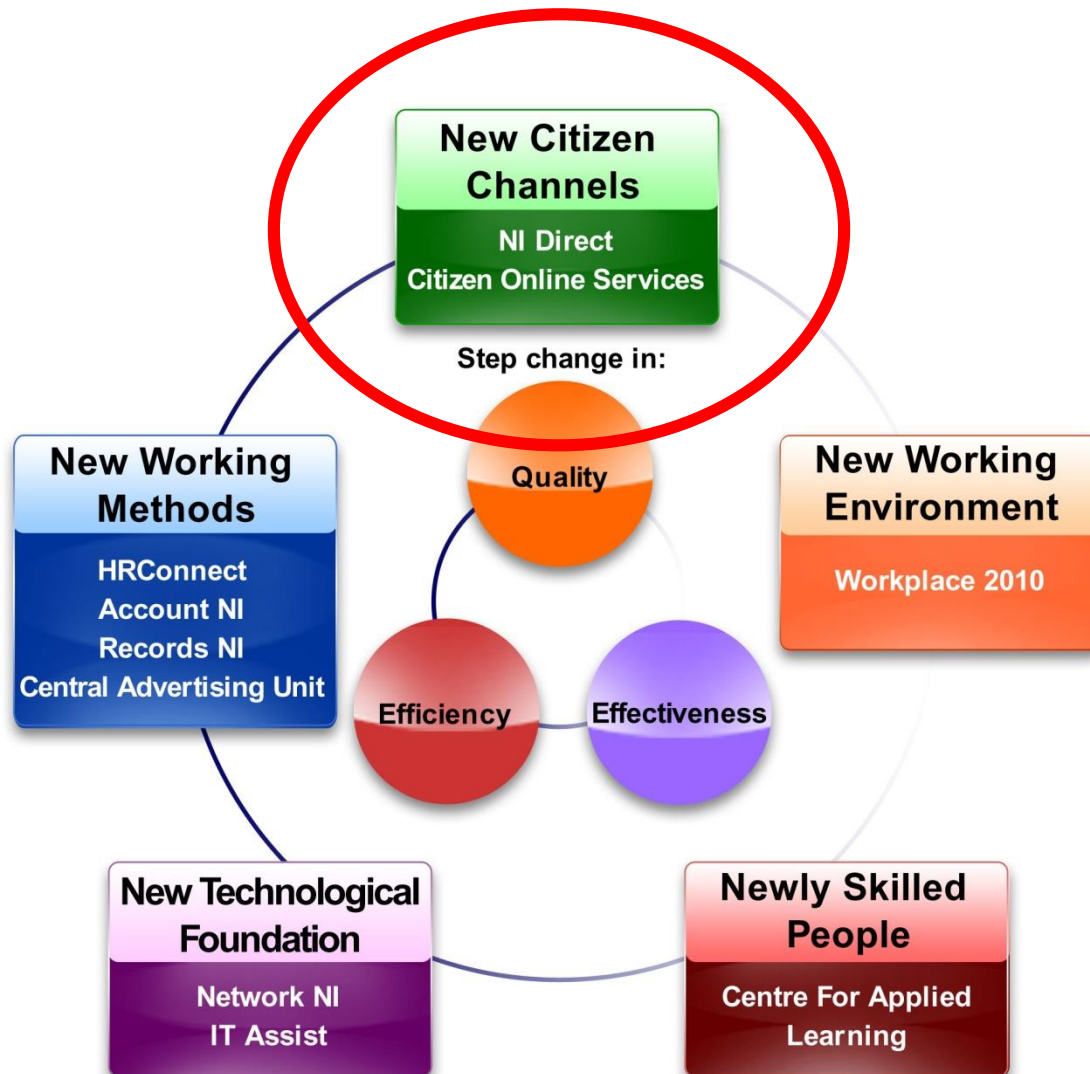 New Citizen
Channels
NI Direct
Citizen Online Services
Step change in:
Quality
New Working
Methods
HRConnect
Account NI
Records NI
Central Advertising Unit
New Working
Environment
Workplace 2010
Efficiency
Effectiveness
New Technological
Foundation
Network NI
IT Assist
Newly Skilled
People
Centre For Applied
Learning